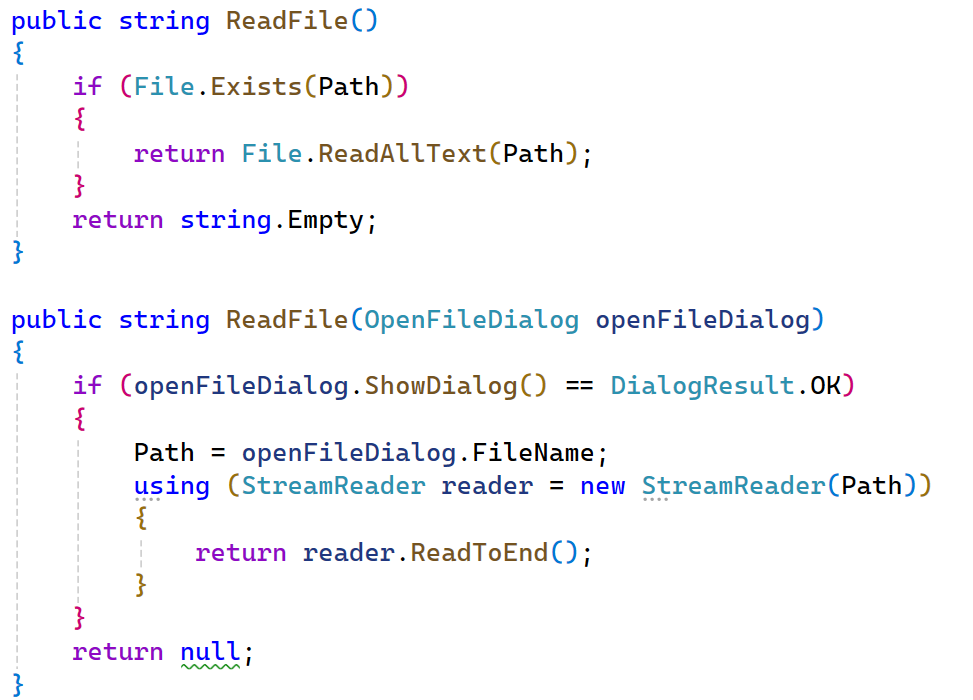 public string ReadFile()
{
    if (File.Exists(Path))
    {
        return File.ReadAllText(Path);
    }
    return string.Empty;
}

public string ReadFile(OpenFileDialog openFileDialog)
{
    if (openFileDialog.ShowDialog() == DialogResult.OK)
    {
        Path = openFileDialog.FileName;
        using (StreamReader reader = new StreamReader(Path))
        {
            return reader.ReadToEnd();
        }
    }
    return null;
}